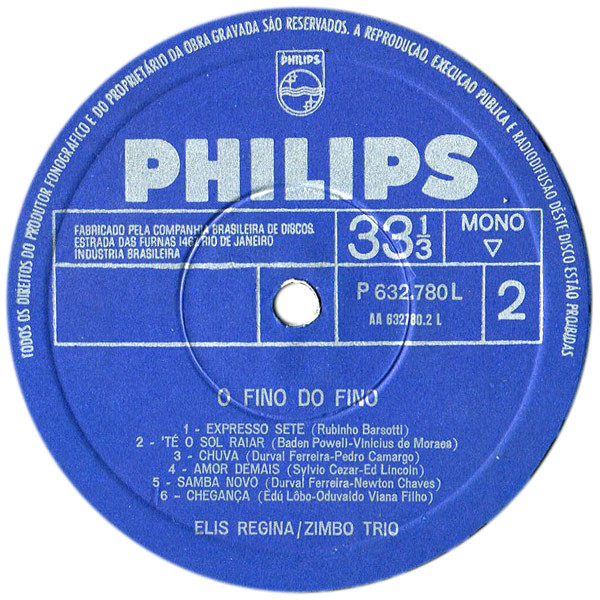 TODOS OS DIREITOS DO PRODUTOR FONOGRÁFICO E DO PROPRIETÁRIO DA OBRA GRAVADA SÃO RESERVADOS. A REPRODUÇÃO, EXECUÇÃO PUBLICA E RADIODIFUSÃO DÊSTE DISCO ESTÃO PROIBIDAS
PHILIPS
PHILIPS
FABRICADO PELA COMPANHIA BRASILEIRA DE DISCOS.
ESTRADA DAS FURNAS 146 RIO DE JANEIRO
INDÚSTRIA BRASILEIRA
33 1/3
MONO
P 632.780 L
AA 632780.2 L
2
O FINO DO FINO
1 - EXPRESSO SETE (Rubinho Barsotti)
2 - 'TÉ O SOL RAIAR (Baden Powell-Vinicius de Moraes)
3 - CHUVA (Durval Ferreira-Pedro Camargo)
4 - AMOR DEMAIS (Sylvio Cezar-Ed Lincoln)
5 - SAMBA NOVO (Durval Ferreira-Newton Chaves)
6 - CHEGANÇA (Edú Lôbo-Oduvaldo Viana Filho)
ELIS REGINA/ZIMBO TRIO